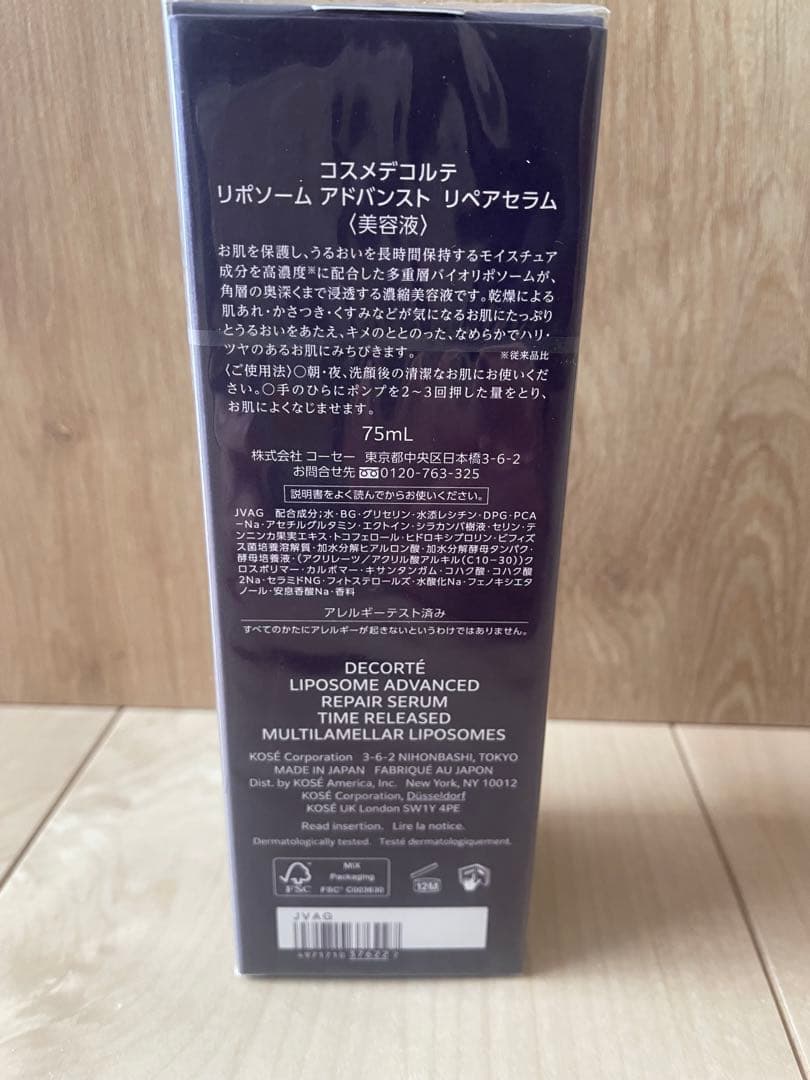 コスメデコルテ
リポソーム アドバンスト リペアセラム
〈美容液〉
お肌を保護し、うるおいを長時間保持するモイスチュア
成分を高濃度※に配合した多重層バイオリポソームが、
角層の奥深くまで浸透する濃縮美容液です。乾燥による
肌あれ・かさつき・くすみなどが気になるお肌にたっぷり
とうるおいをあたえ、キメのととのった、なめらかでハリ・
ツヤのあるお肌にみちびきます。 ※従来品比
〈ご使用法〉○朝・夜、洗顔後の清潔なお肌にお使いくだ
さい。○手のひらにポンプを2～3回押した量をとり、
お肌によくなじませます。
75mL
株式会社 コーセー 東京都中央区日本橋3-6-2
お問合せ先 0120-763-325
説明書をよく読んでからお使いください。
JVAG 配合成分;水・BG・グリセリン・水添レシチン・DPG・PCA
-Na・アセチルグルタミン・エクトイン・シラカンバ樹液・セリン・テ
ンニンカ果実エキス・トコフェロール・ヒドロキシプロリン・ビフィズ
ス菌培養溶解質・加水分解ヒアルロン酸・加水分解酵母タンパク・
酵母培養液・(アクリレーツ/アクリル酸アルキル(C10-30))ク
ロスポリマー・カルボマー・キサンタンガム・コハク酸・コハク酸
2Na・セラミドNG・フィトステロールズ・水酸化Na・フェノキシエタ
ノール・安息香酸Na・香料
アレルギーテスト済み
すべてのかたにアレルギーが起きないというわけではありません。
DECORTÉ
LIPOSOME ADVANCED
REPAIR SERUM
TIME RELEASED
MULTILAMELLAR LIPOSOMES
KOSÉ Corporation 3-6-2 NIHONBASHI, TOKYO
MADE IN JAPAN FABRIQUÉ AU JAPON
Dist. by KOSÉ America, Inc. New York, NY 10012
KOSÉ Corporation, Düsseldorf
KOSÉ UK London SW1Y 4PE
Read insertion. Lire la notice.
Dermatologically tested. Testé dermatologiquement.
FSC
MIX
Packaging
FSC® C003630
12M
JVAG